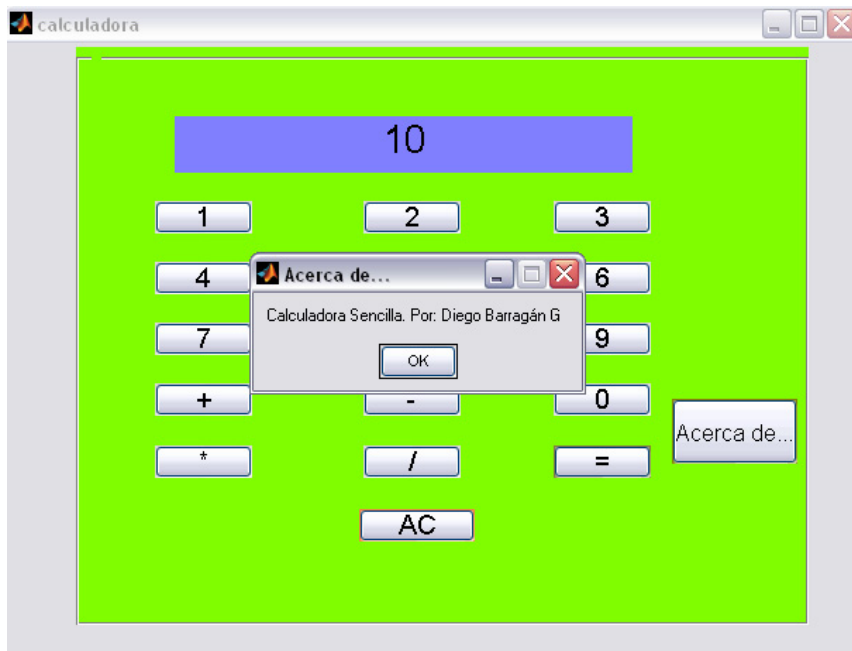 calculadora
10
1 2 3
4 6
Acerca de...
Calculadora Sencilla. Por: Diego Barragán G
7 9
OK
+ - 0
Acerca de...
* / =
AC